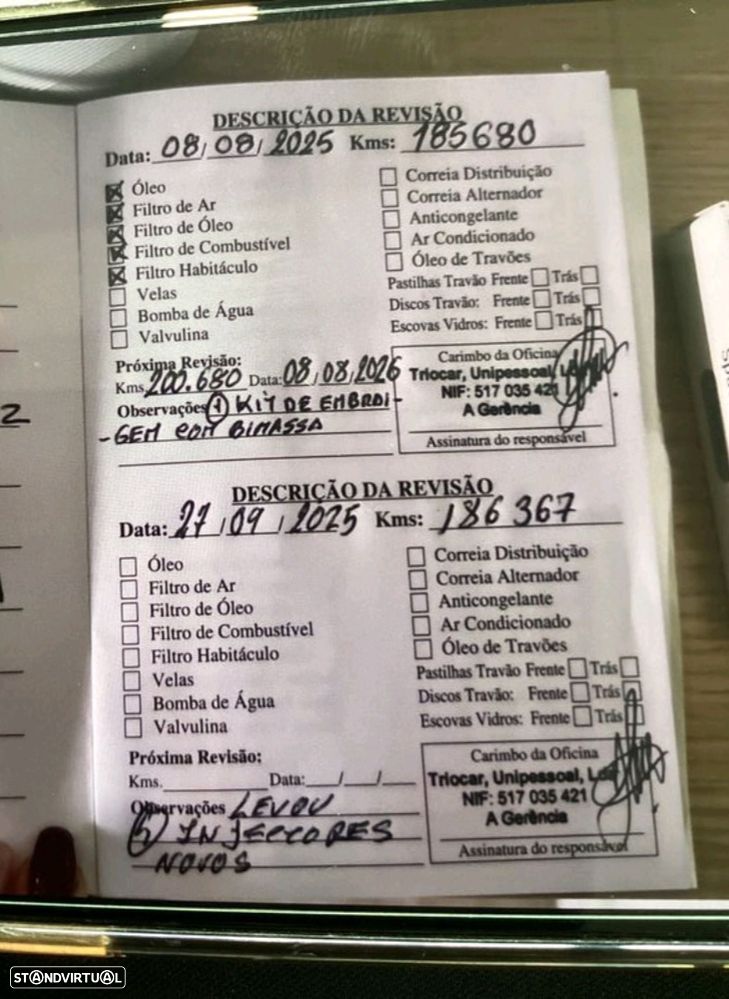 DESCRIÇÃO DA REVISÃO
Data: 08/08/2025 Kms: 185680
Óleo
Filtro de Ar
Filtro de Óleo
Filtro de Combustível
Filtro Habitáculo
Velas
Bomba de Água
Valvulina
Correia Distribuição
Correia Alternador
Anticongelante
Ar Condicionado
Óleo de Travões
Pastilhas Travão Frente Trás
Discos Travão: Frente Trás
Escovas Vidros: Frente Trás
Próxima Revisão:
Kms. 200.680 Data: 08/08/2026
Observações ① KIT DE EMBRAI-
-GEM COM BIMASSA
Carimbo da Oficina
Triocar, Unipessoal,
NIF: 517 035 421
A Gerência
Assinatura do responsável
DESCRIÇÃO DA REVISÃO
Data: 27/09/2025 Kms: 186367
Óleo
Filtro de Ar
Filtro de Óleo
Filtro de Combustível
Filtro Habitáculo
Velas
Bomba de Água
Valvulina
Correia Distribuição
Correia Alternador
Anticongelante
Ar Condicionado
Óleo de Travões
Pastilhas Travão Frente Trás
Discos Travão: Frente Trás
Escovas Vidros: Frente Trás
Próxima Revisão:
Kms. Data: / /
Observações LEVOU
INJECTORES
NOVOS
Carimbo da Oficina
Triocar, Unipessoal, Lda
NIF: 517 035 421
A Gerência
Assinatura do responsável
STANDVIRTUAL